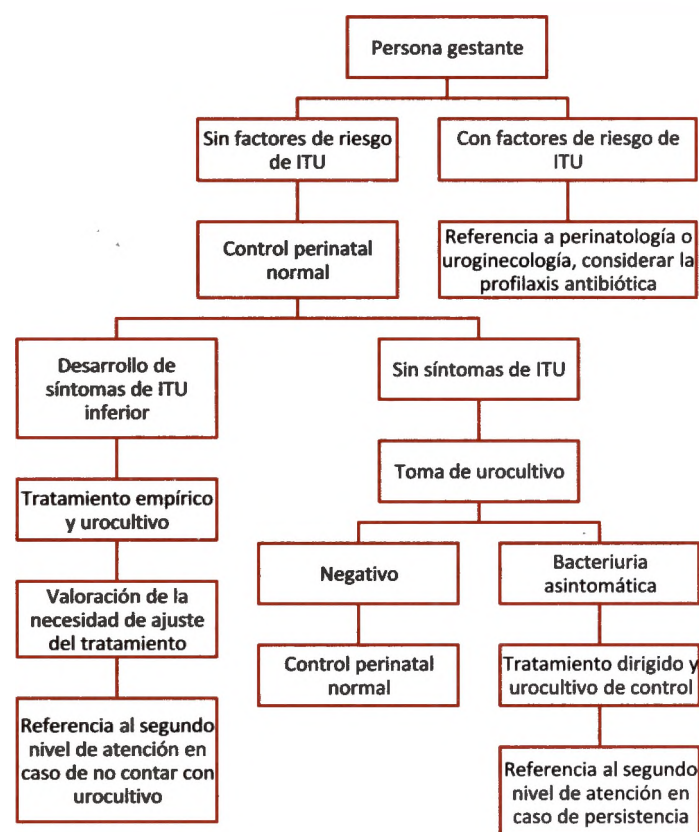 Persona gestante
Sin factores de riesgo
de ITU
Con factores de riesgo de
ITU
Control perinatal
normal
Referencia a perinatología o
uroginecología, considerar la
profilaxis antibiótica
Desarrollo de
síntomas de ITU
inferior
Sin síntomas de ITU
Tratamiento empírico
y urocultivo
Toma de urocultivo
Valoración de la
necesidad de ajuste
del tratamiento
Negativo
Bacteriuria
asintomática
Control perinatal
normal
Tratamiento dirigido y
urocultivo de control
Referencia al segundo
nivel de atención en
caso de no contar con
urocultivo
Referencia al segundo
nivel de atención en
caso de persistencia